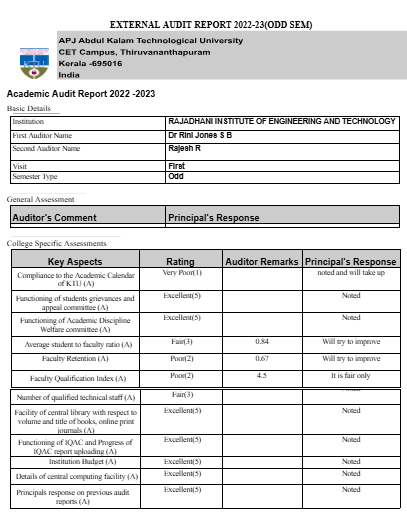 EXTERNAL AUDIT REPORT 2022-23(ODD SEM)
APJ Abdul Kalam Technological University
CET Campus, Thiruvananthapuram
Kerala -695016
India
Academic Audit Report 2022 -2023
Basic Details
Institution RAJADHANI INSTITUTE OF ENGINEERING AND TECHNOLOGY
First Auditor Name Dr Rini Jones S B
Second Auditor Name Rajesh R
Visit First
Semester Type Odd
General Assessment
Auditor's Comment Principal's Response
College Specific Assessments
Key Aspects Rating Auditor Remarks Principal's Response
Compliance to the Academic Calendar Very Poor(1) noted and will take up
of KTU (A)
Functioning of students grievances and Excellent(5) Noted
appeal committee (A)
Functioning of Academic Discipline Excellent(5) Noted
Welfare committee (A)
Average student to faculty ratio (A) Fair(3) 0.84 Will try to improve
Faculty Retention (A) Poor(2) 0.67 Will try to improve
Faculty Qualification Index (A) Poor(2) 4.5 It is fair only
Number of qualified technical staff (A) Fair(3) Noted
Facility of central library with respect to Excellent(5) Noted
volume and title of books, online print
journals (A)
Functioning of IQAC and Progress of Excellent(5) Noted
IQAC report uploading (A)
Institution Budget (A) Excellent(5) Noted
Details of central computing facility (A) Excellent(5) Noted
Principals response on previous audit Excellent(5) Noted
reports (A)